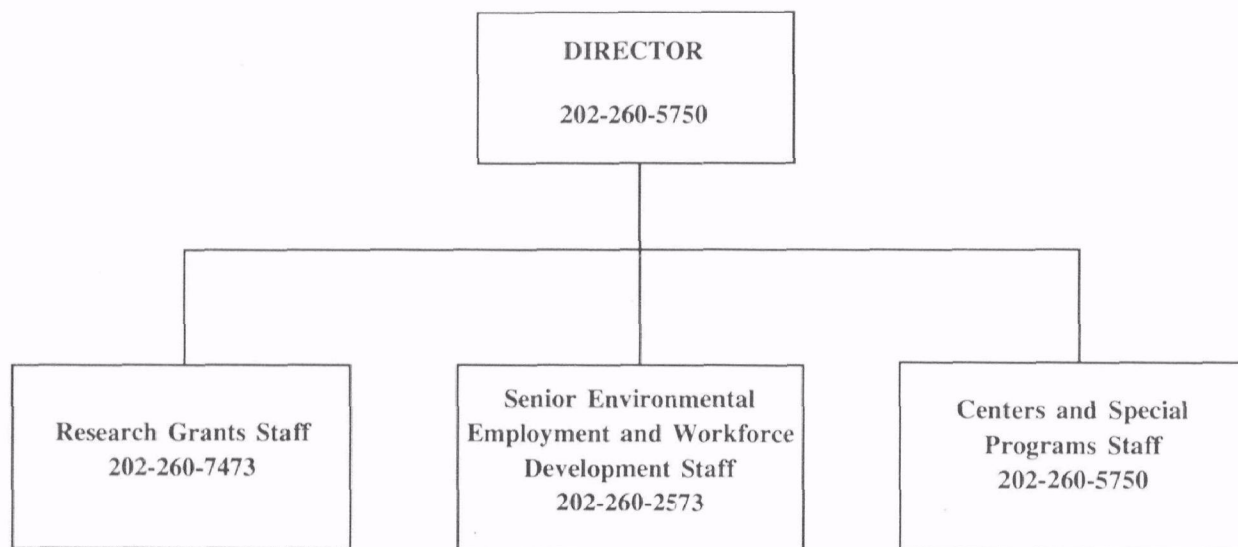 DIRECTOR
202-260-5750
Research Grants Staff
202-260-7473
Senior Environmental
Employment and Workforce
Development Staff
202-260-2573
Centers and Special
Programs Staff
202-260-5750